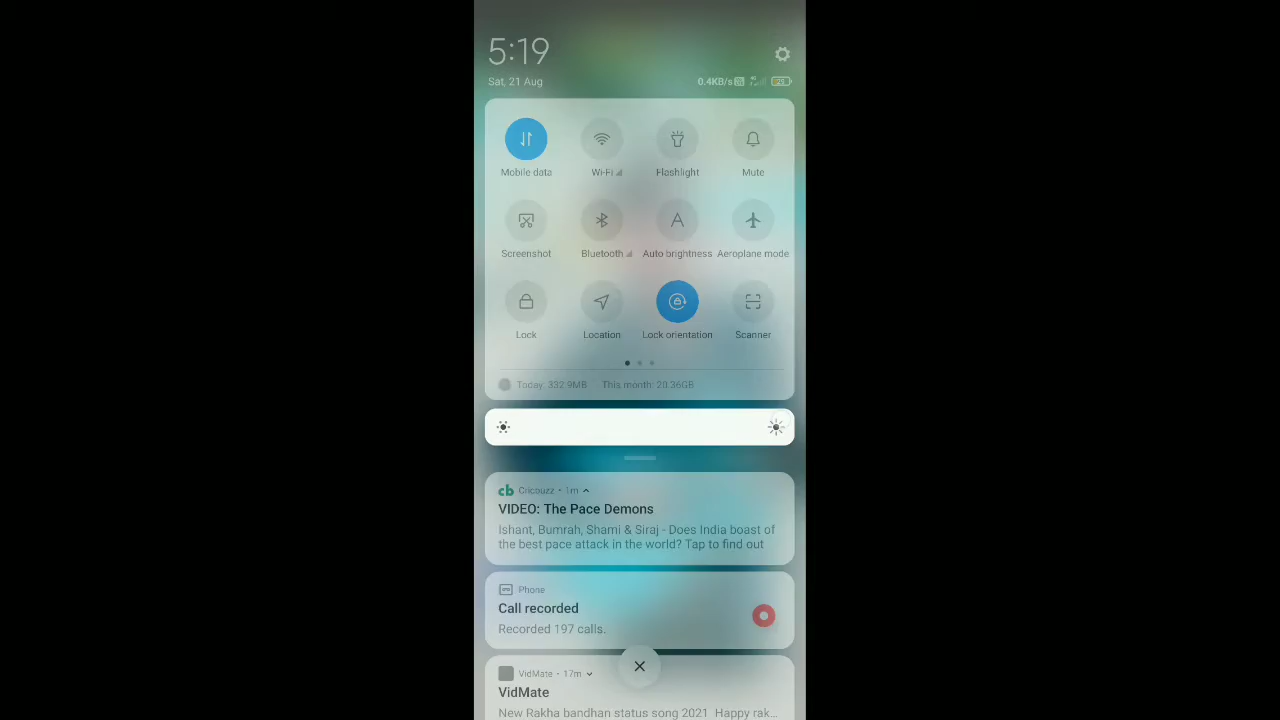 5:19
Sat, 21 Aug
0.4KB/s
Mobile data
Wi-Fi
Flashlight
Mute
Screenshot
Bluetooth
Auto brightness
Aeroplane mode
Lock
Location
Lock orientation
Scanner
Today: 332.9MB This month: 20.36GB
cb Cricbuzz • 1m
VIDEO: The Pace Demons
Ishant, Bumrah, Shami & Siraj - Does India boast of
the best pace attack in the world? Tap to find out
Phone
Call recorded
Recorded 197 calls.
VidMate • 17m
VidMate
New Rakha bandhan status song 2021 Happy rak...